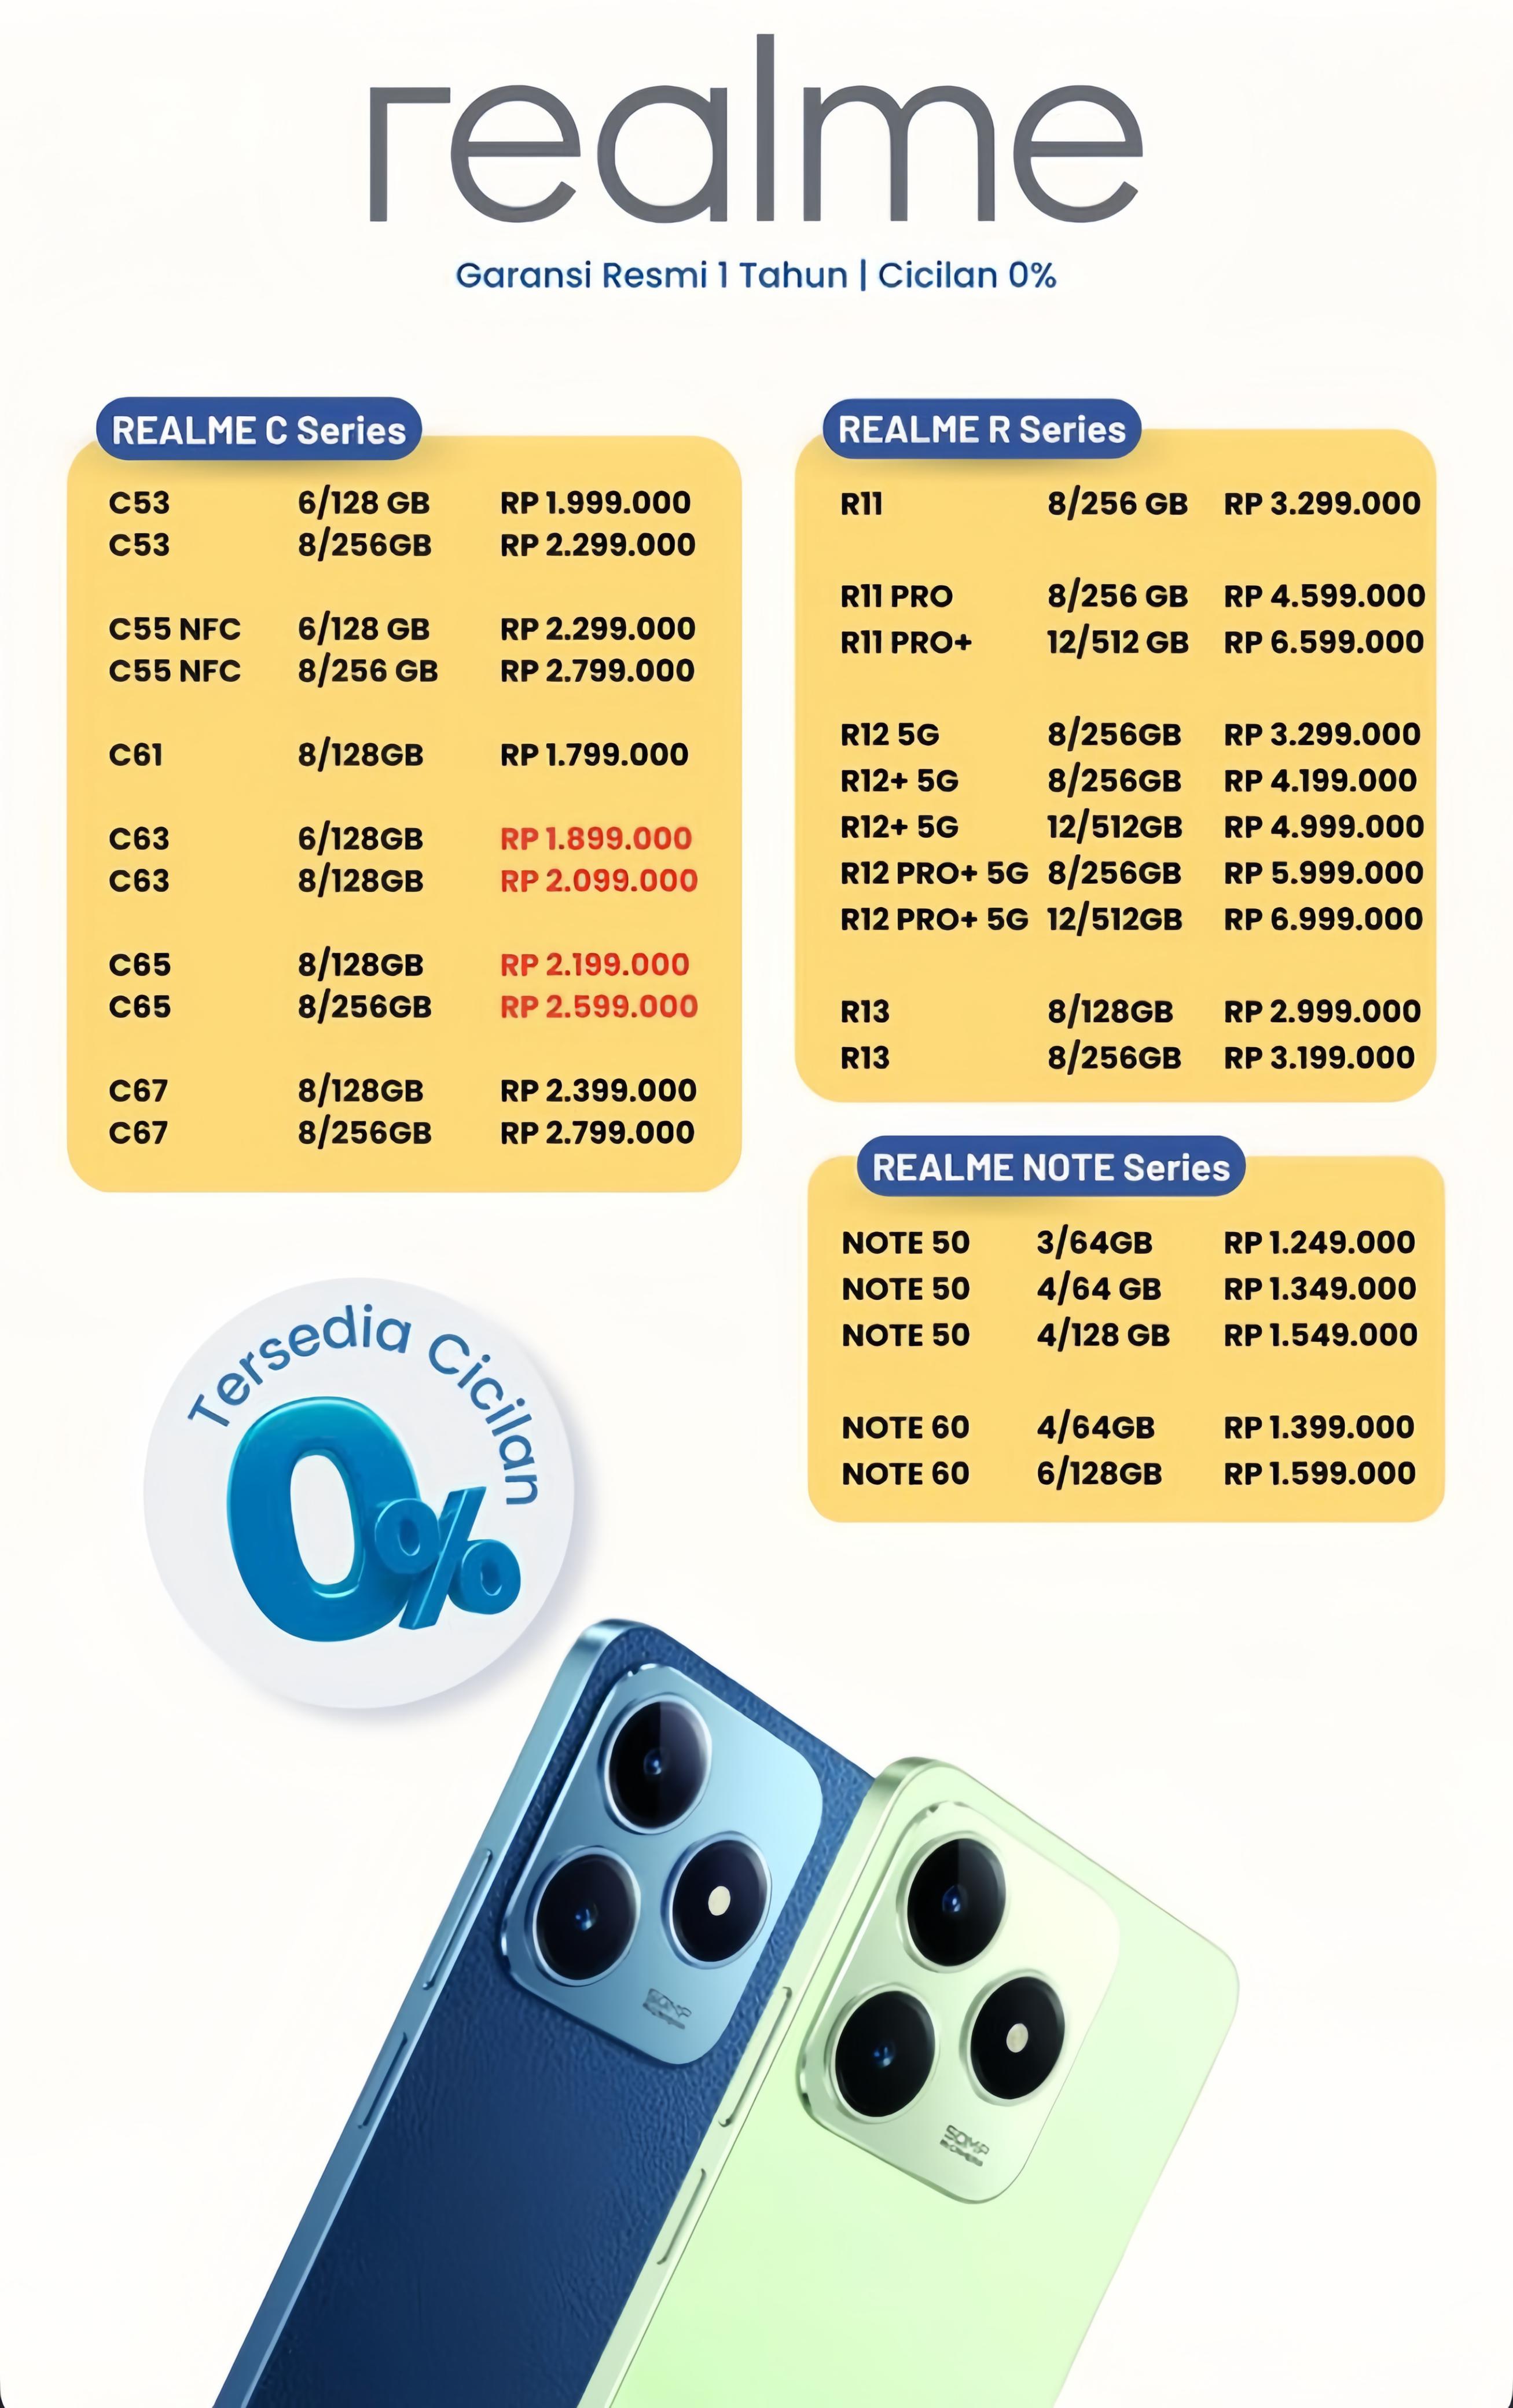 realme
Garansi Resmi 1 Tahun | Cicilan 0%
REALME C Series
C53 6/128 GB RP 1.999.000
C53 8/256GB RP 2.299.000
C55 NFC 6/128 GB RP 2.299.000
C55 NFC 8/256 GB RP 2.799.000
C61 8/128GB RP 1.799.000
C63 6/128GB RP 1.899.000
C63 8/128GB RP 2.099.000
C65 8/128GB RP 2.199.000
C65 8/256GB RP 2.599.000
C67 8/128GB RP 2.399.000
C67 8/256GB RP 2.799.000
REALME R Series
R11 8/256 GB RP 3.299.000
R11 PRO 8/256 GB RP 4.599.000
R11 PRO+ 12/512 GB RP 6.599.000
R12 5G 8/256GB RP 3.299.000
R12+ 5G 8/256GB RP 4.199.000
R12+ 5G 12/512GB RP 4.999.000
R12 PRO+ 5G 8/256GB RP 5.999.000
R12 PRO+ 5G 12/512GB RP 6.999.000
R13 8/128GB RP 2.999.000
R13 8/256GB RP 3.199.000
REALME NOTE Series
NOTE 50 3/64GB RP 1.249.000
NOTE 50 4/64 GB RP 1.349.000
NOTE 50 4/128 GB RP 1.549.000
NOTE 60 4/64GB RP 1.399.000
NOTE 60 6/128GB RP 1.599.000
Tersedia Cicilan
0%